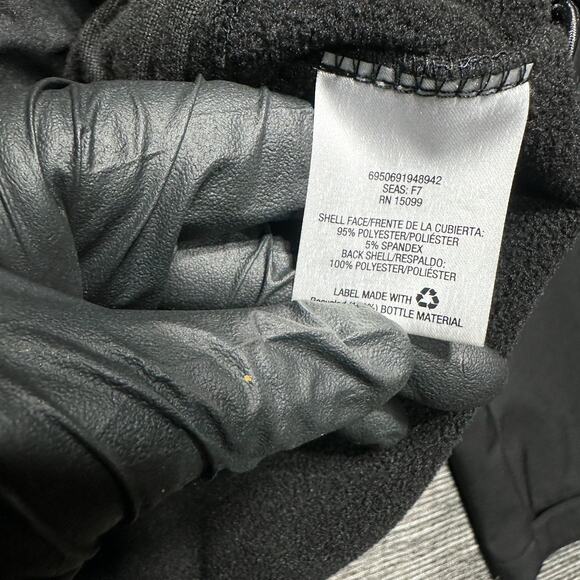 6950691948942
SEAS: F7
RN 15099
SHELL FACE/FRENTE DE LA CUBIERTA:
95% POLYESTER/POLIÉSTER
5% SPANDEX
BACK SHELL/RESPALDO:
100% POLYESTER/POLIÉSTER
LABEL MADE WITH
BOTTLE MATERIAL